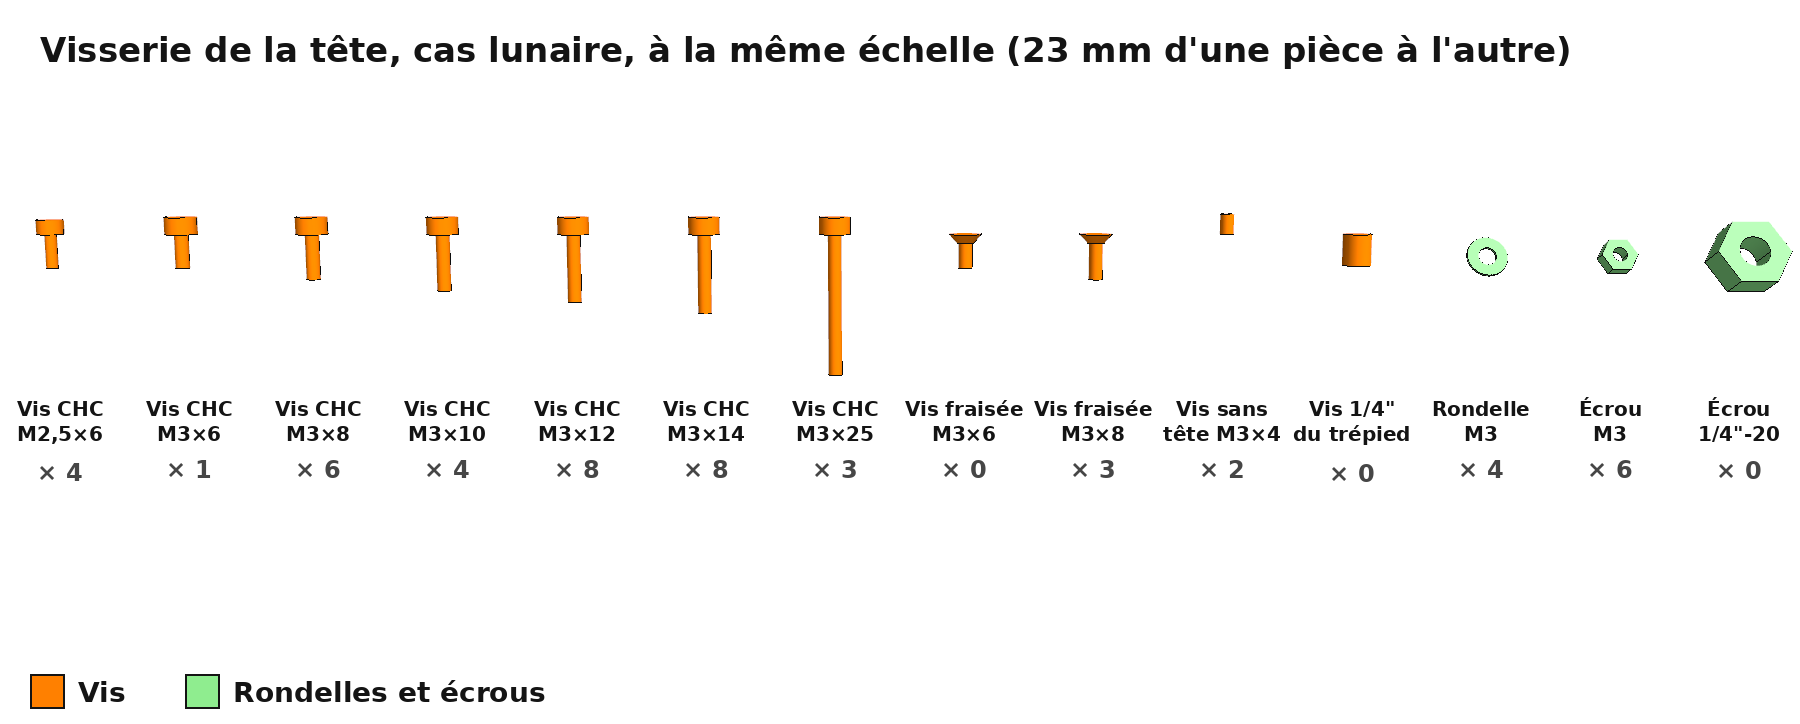 Visserie de la tête, cas lunaire, à la même échelle (23 mm d'une pièce à l'autre)
Vis CHC M2,5×6
× 4
Vis CHC M3×6
× 1
Vis CHC M3×8
× 6
Vis CHC M3×10
× 4
Vis CHC M3×12
× 8
Vis CHC M3×14
× 8
Vis CHC M3×25
× 3
Vis fraisée M3×6
× 0
Vis fraisée M3×8
× 3
Vis sans tête M3×4
× 2
Vis 1/4" du trépied
× 0
Rondelle M3
× 4
Écrou M3
× 6
Écrou 1/4"-20
× 0
Vis
Rondelles et écrous